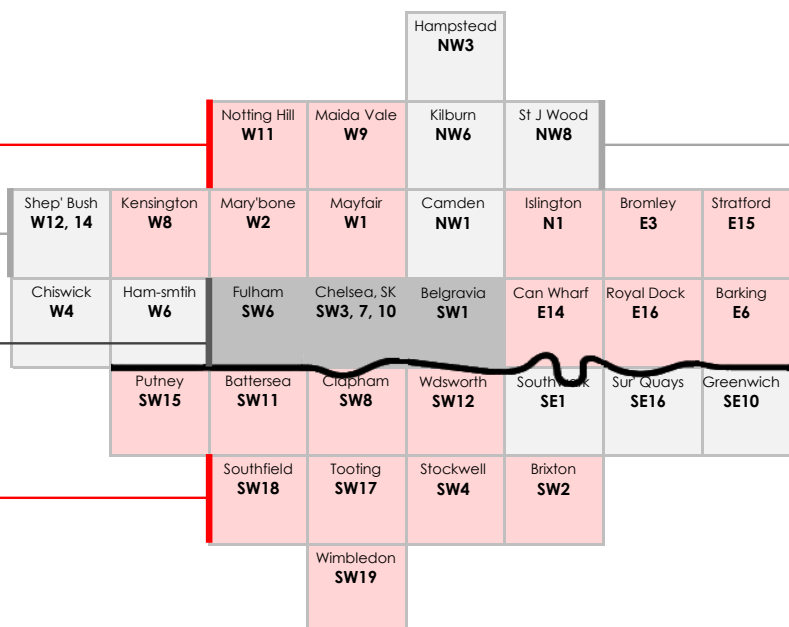 Hampstead
NW3
Notting Hill Maida Vale Kilburn St J Wood
W11 W9 NW6 NW8
Shep' Bush Kensington Mary'bone Mayfair Camden Islington Bromley Stratford
W12, 14 W8 W2 W1 NW1 N1 E3 E15
Chiswick Ham-smtih Fulham Chelsea, SK Belgravia Can Wharf Royal Dock Barking
W4 W6 SW6 SW3, 7, 10 SW1 E14 E16 E6
Putney Battersea Clapham Wdsworth Southwark Sur' Quays Greenwich
SW15 SW11 SW8 SW12 SE1 SE16 SE10
Southfield Tooting Stockwell Brixton
SW18 SW17 SW4 SW2
Wimbledon
SW19